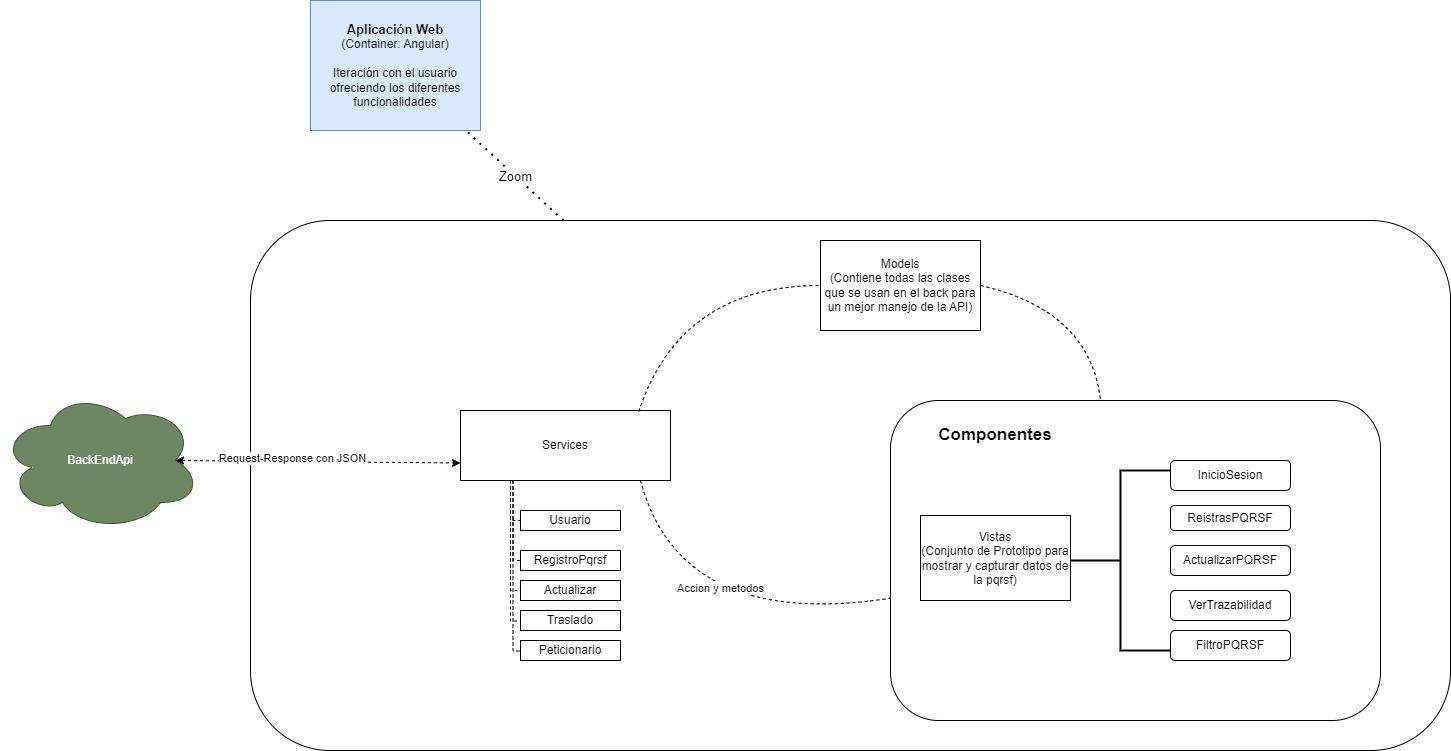 Aplicación Web
(Container: Angular)
Iteración con el usuario
ofreciendo los diferentes
funcionalidades
Zoom
Models
(Contiene todas las clases
que se usan en el back para
un mejor manejo de la API)
BackEndApi
Request-Response con JSON
Services
Usuario
RegistroPqrsf
Actualizar
Traslado
Peticionario
Accion y metodos
Componentes
Vistas
(Conjunto de Prototipo para
mostrar y capturar datos de
la pqrsf)
InicioSesion
ReistrasPQRSF
ActualizarPQRSF
VerTrazabilidad
FiltroPQRSF